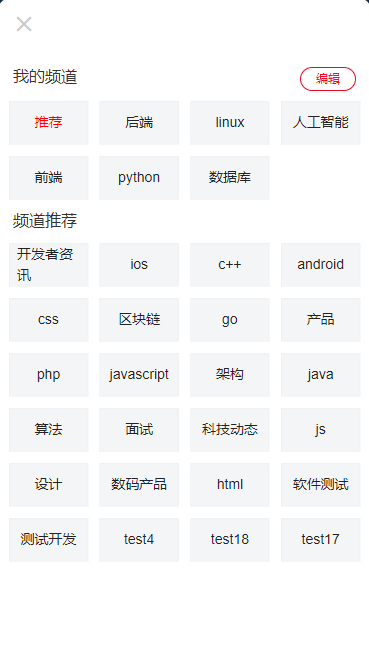 我的频道 编辑
推荐 后端 linux 人工智能
前端 python 数据库
频道推荐
开发者资
讯 ios c++ android
css 区块链 go 产品
php javascript 架构 java
算法 面试 科技动态 js
设计 数码产品 html 软件测试
测试开发 test4 test18 test17